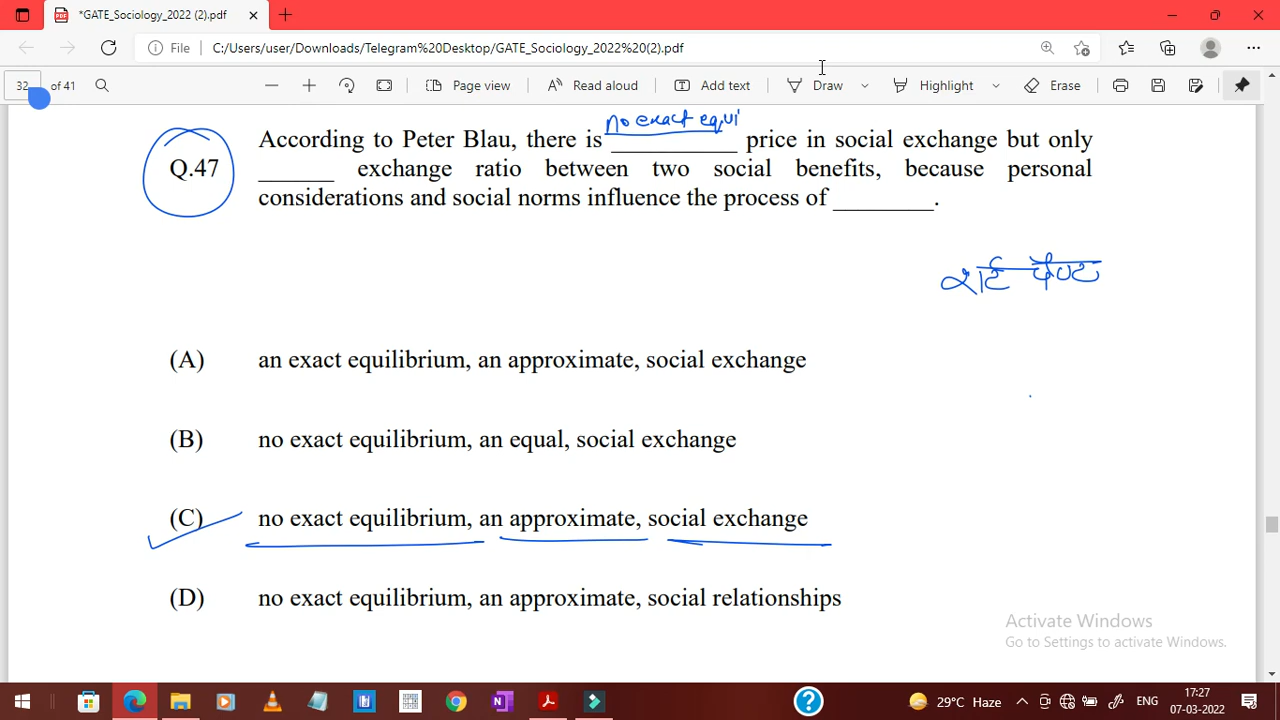 *GATE_Sociology_2022 (2).pdf
File C:/Users/user/Downloads/Telegram%20Desktop/GATE_Sociology_2022%20(2).pdf
32 of 41 Page view Read aloud Add text Draw Highlight Erase
no exact equi
Q.47 According to Peter Blau, there is __________ price in social exchange but only
______ exchange ratio between two social benefits, because personal
considerations and social norms influence the process of ________.
शर्ट पैण्ट
(A) an exact equilibrium, an approximate, social exchange
(B) no exact equilibrium, an equal, social exchange
(C) no exact equilibrium, an approximate, social exchange
(D) no exact equilibrium, an approximate, social relationships
Activate Windows
Go to Settings to activate Windows.
29°C Haze ENG 17:27
07-03-2022